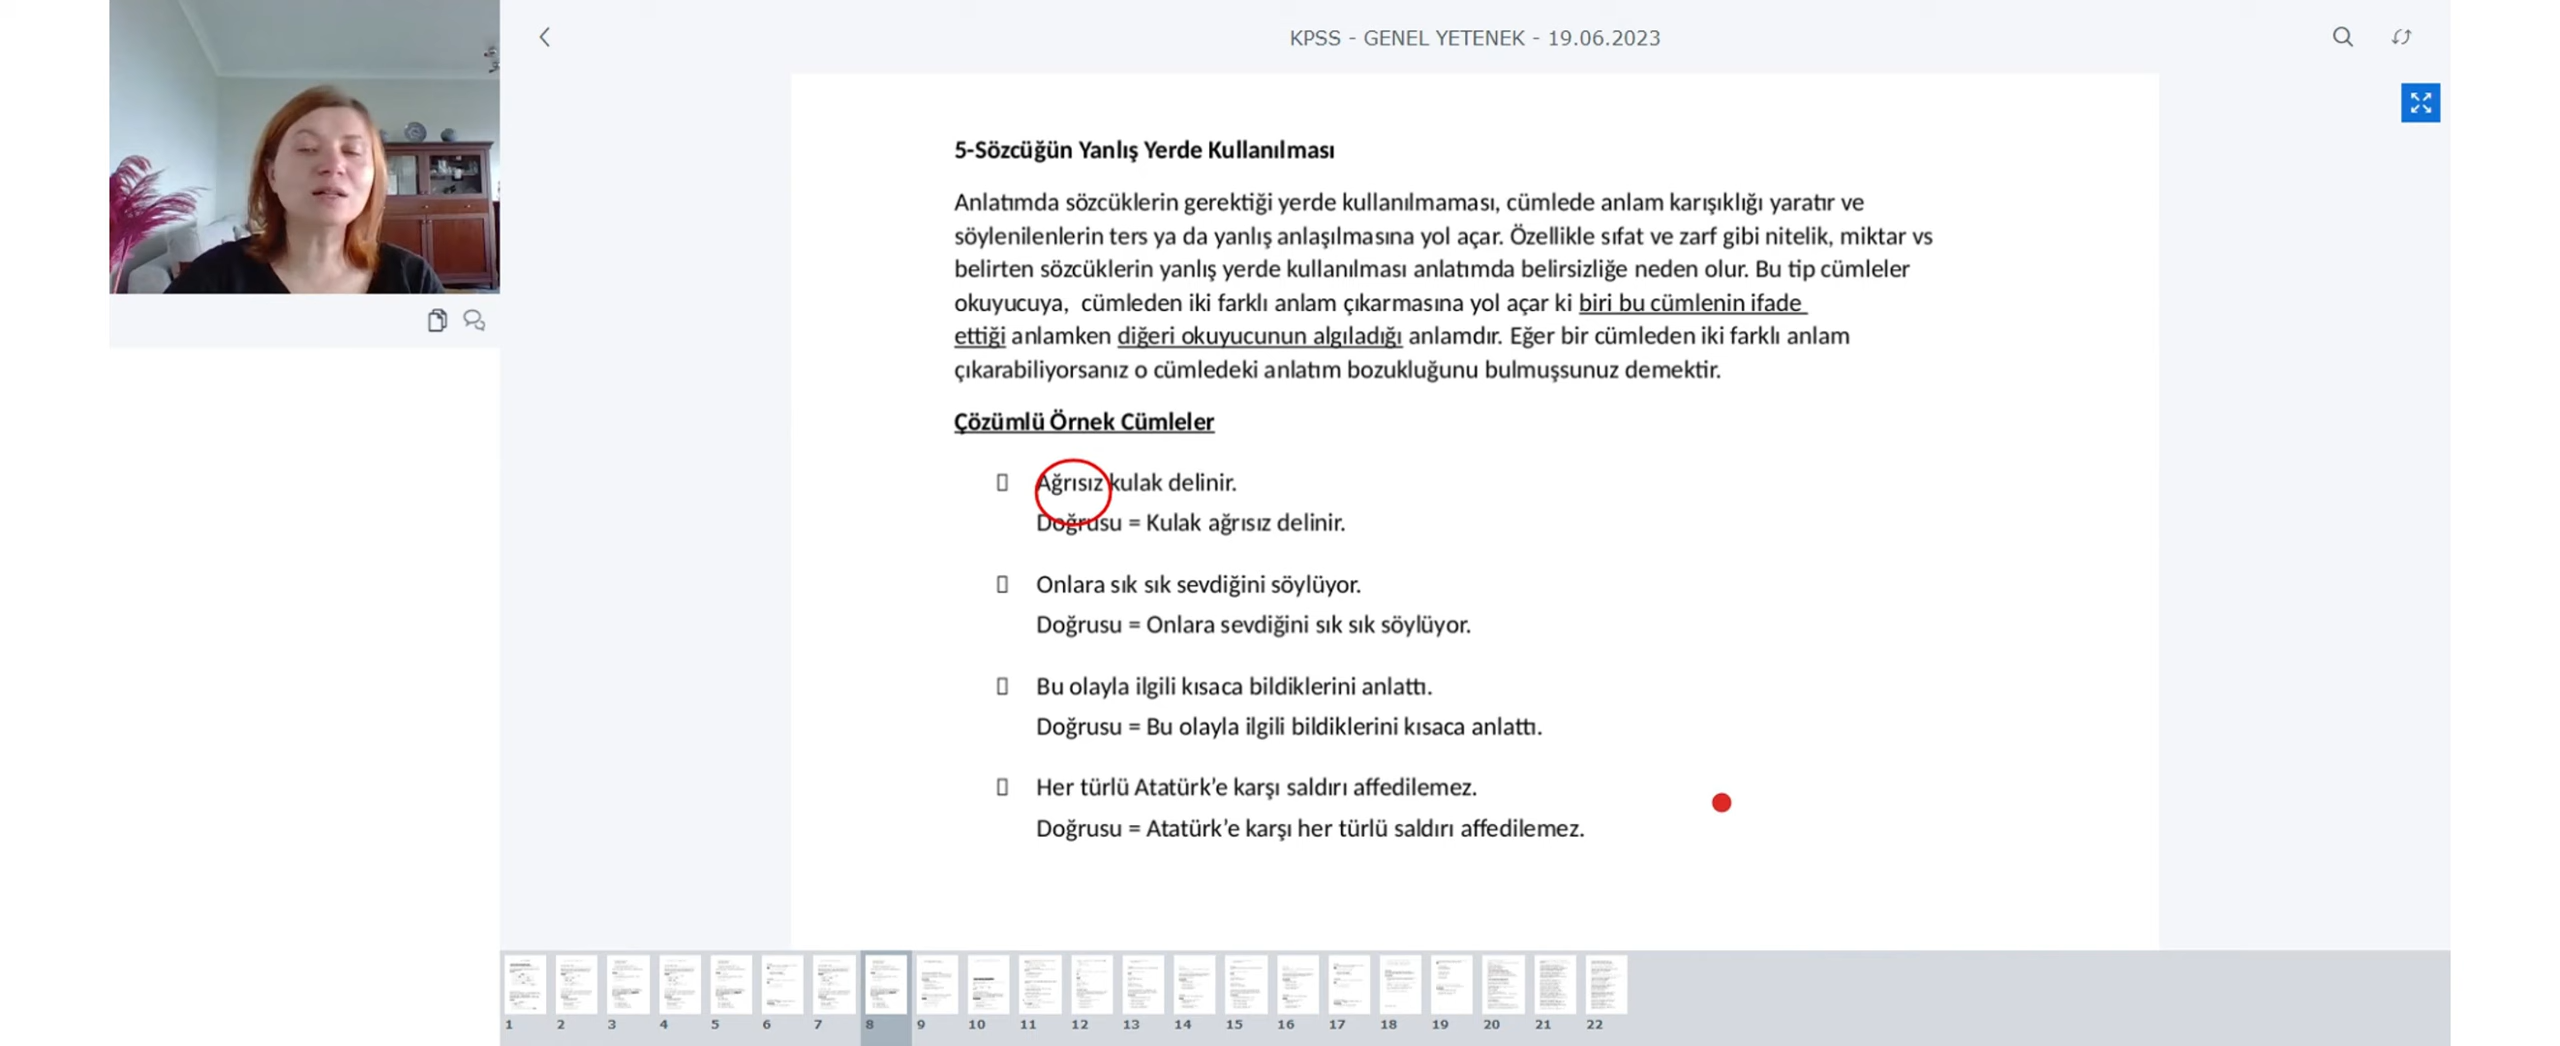 KPSS - GENEL YETENEK - 19.06.2023
5-Sözcüğün Yanlış Yerde Kullanılması
Anlatımda sözcüklerin gerektiği yerde kullanılmaması, cümlede anlam karışıklığı yaratır ve
söylenilenlerin ters ya da yanlış anlaşılmasına yol açar. Özellikle sıfat ve zarf gibi nitelik, miktar vs
belirten sözcüklerin yanlış yerde kullanılması anlatımda belirsizliğe neden olur. Bu tip cümleler
okuyucuya,  cümleden iki farklı anlam çıkarmasına yol açar ki biri bu cümlenin ifade
ettiği anlamken diğeri okuyucunun algıladığı anlamdır. Eğer bir cümleden iki farklı anlam
çıkarabiliyorsanız o cümledeki anlatım bozukluğunu bulmuşsunuz demektir.
Çözümlü Örnek Cümleler
Ağrısız kulak delinir.
Doğrusu = Kulak ağrısız delinir.
Onlara sık sık sevdiğini söylüyor.
Doğrusu = Onlara sevdiğini sık sık söylüyor.
Bu olayla ilgili kısaca bildiklerini anlattı.
Doğrusu = Bu olayla ilgili bildiklerini kısaca anlattı.
Her türlü Atatürk’e karşı saldırı affedilemez.
Doğrusu = Atatürk’e karşı her türlü saldırı affedilemez.
1 2 3 4 5 6 7 8 9 10 11 12 13 14 15 16 17 18 19 20 21 22